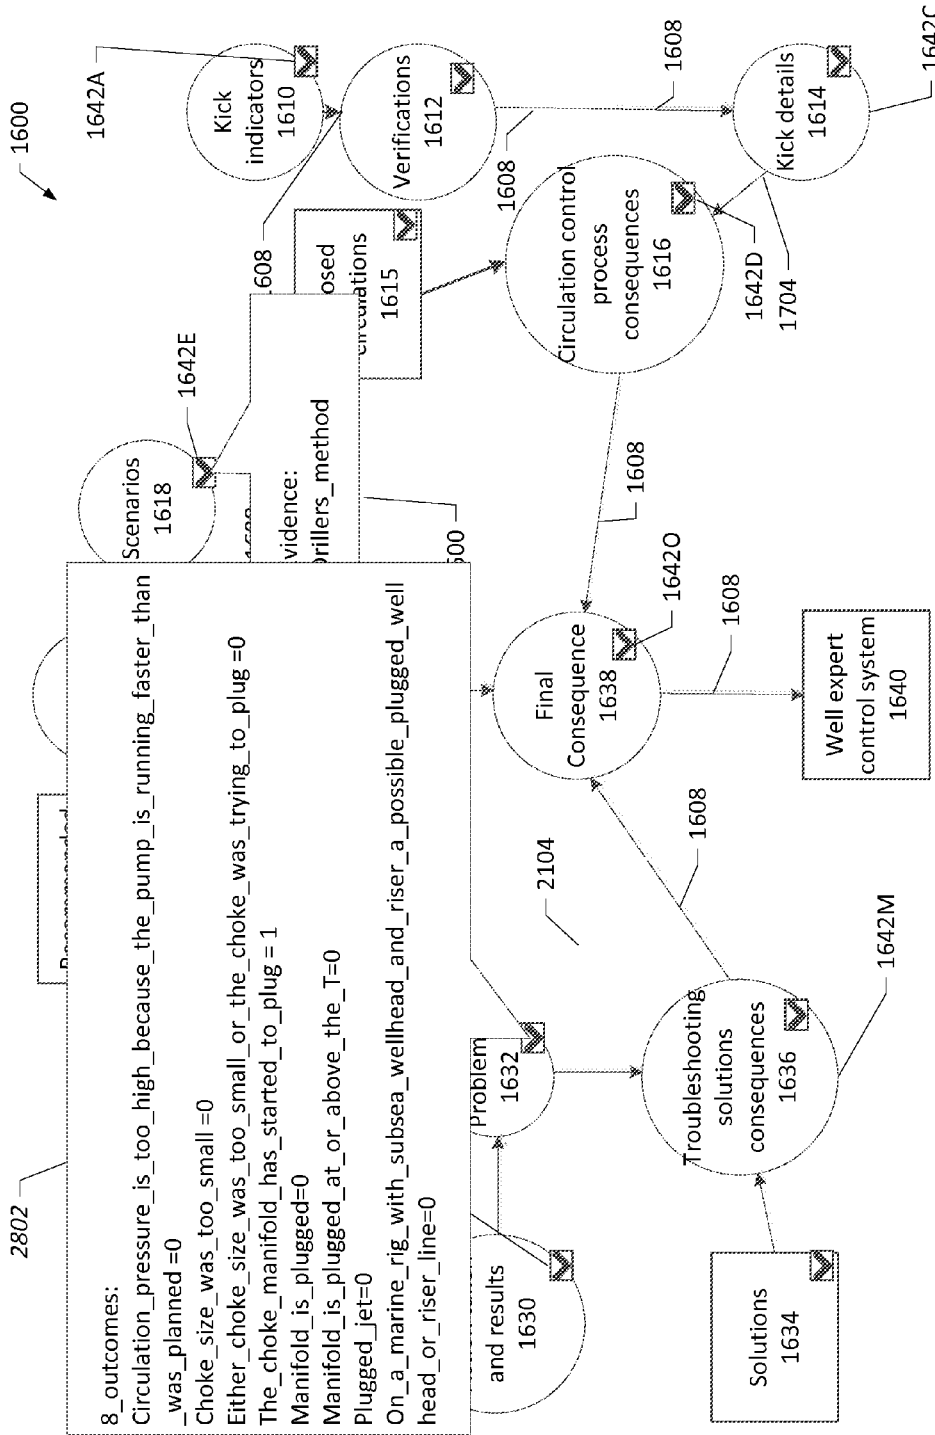 1600
1642A
Kick
indicators
1610
1608
Verifications
1612
1608
1608
Kick details
1614
1642C
1642E
Scenarios
1618
osed
circulations
1615
Circulation control
process
consequences
1616
1642D
1704
vidence:
Drillers_method
1608
Final
Consequence
1638
1642O
1608
Well expert
control system
1640
1608
2104
2802
8_outcomes:
Circulation_pressure_is_too_high_because_the_pump_is_running_faster_than
_was_planned =0
Choke_size_was_too_small =0
Either_choke_size_was_too_small_or_the_choke_was_trying_to_plug =0
The_choke_manifold_has_started_to_plug = 1
Manifold_is_plugged=0
Manifold_is_plugged_at_or_above_the_T=0
Plugged_jet=0
On_a_marine_rig_with_subsea_wellhead_and_riser_a_possible_plugged_well
head_or_riser_line=0
Problem
1632
Troubleshooting
solutions
consequences
1636
1642M
and results
1630
Solutions
1634